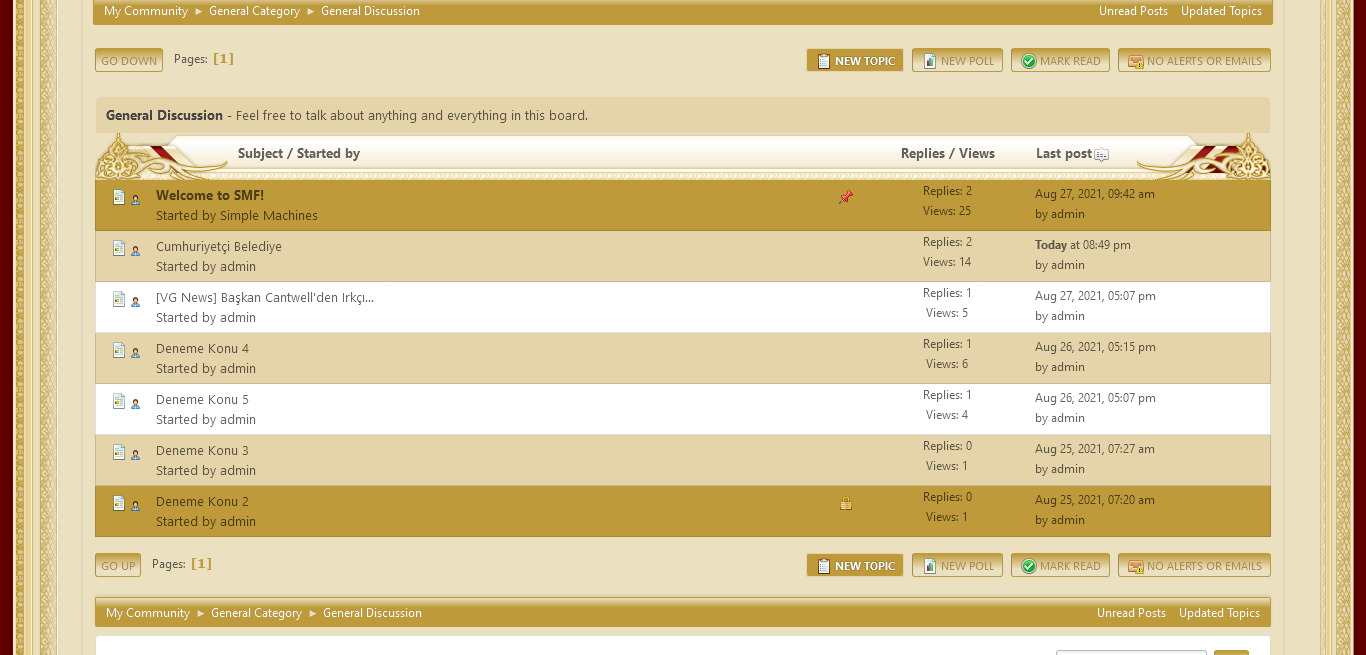 My Community ► General Category ► General Discussion Unread Posts Updated Topics
GO DOWN Pages: [1] NEW TOPIC NEW POLL MARK READ NO ALERTS OR EMAILS
General Discussion - Feel free to talk about anything and everything in this board.
Subject / Started by Replies / Views Last post
Welcome to SMF! Replies: 2 Aug 27, 2021, 09:42 am
Started by Simple Machines Views: 25 by admin
Cumhuriyetçi Belediye Replies: 2 Today at 08:49 pm
Started by admin Views: 14 by admin
[VG News] Başkan Cantwell'den Irkçı... Replies: 1 Aug 27, 2021, 05:07 pm
Started by admin Views: 5 by admin
Deneme Konu 4 Replies: 1 Aug 26, 2021, 05:15 pm
Started by admin Views: 6 by admin
Deneme Konu 5 Replies: 1 Aug 26, 2021, 05:07 pm
Started by admin Views: 4 by admin
Deneme Konu 3 Replies: 0 Aug 25, 2021, 07:27 am
Started by admin Views: 1 by admin
Deneme Konu 2 Replies: 0 Aug 25, 2021, 07:20 am
Started by admin Views: 1 by admin
GO UP Pages: [1] NEW TOPIC NEW POLL MARK READ NO ALERTS OR EMAILS
My Community ► General Category ► General Discussion Unread Posts Updated Topics